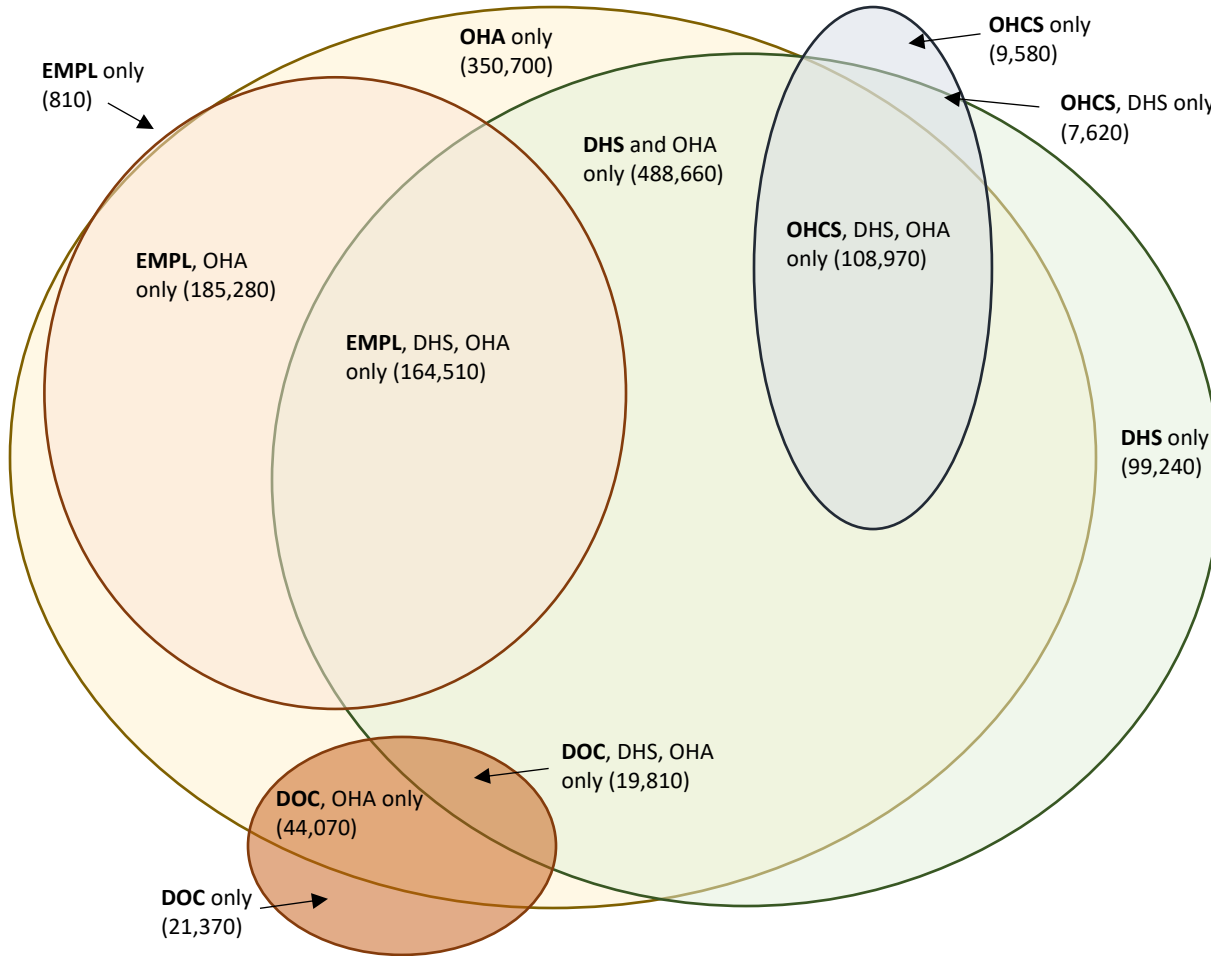 OHA only
(350,700)
OHCS only
(9,580)
EMPL only
(810)
OHCS, DHS only
(7,620)
DHS and OHA
only (488,660)
OHCS, DHS, OHA
only (108,970)
EMPL, OHA
only (185,280)
EMPL, DHS, OHA
only (164,510)
DHS only
(99,240)
DOC, DHS, OHA
only (19,810)
DOC, OHA only
(44,070)
DOC only
(21,370)